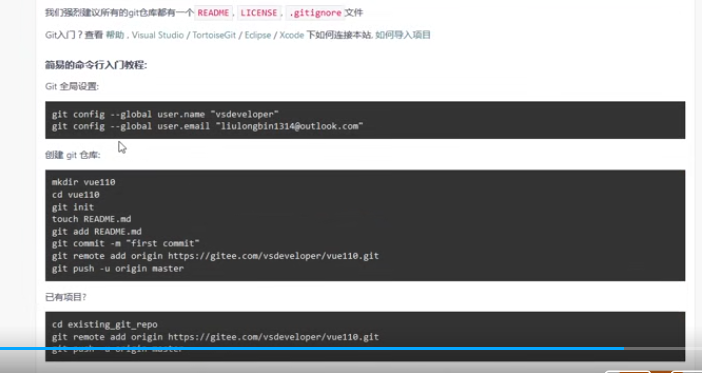 我们强烈建议所有的git仓库都有一个 README, LICENSE, .gitignore 文件
Git入门？查看 帮助 , Visual Studio / TortoiseGit / Eclipse / Xcode 下如何连接本站, 如何导入项目
简易的命令行入门教程:
Git 全局设置:
git config --global user.name "vsdeveloper"
git config --global user.email "liulongbin1314@outlook.com"
创建 git 仓库:
mkdir vue110
cd vue110
git init
touch README.md
git add README.md
git commit -m "first commit"
git remote add origin https://gitee.com/vsdeveloper/vue110.git
git push -u origin master
已有项目?
cd existing_git_repo
git remote add origin https://gitee.com/vsdeveloper/vue110.git
git push -u origin master